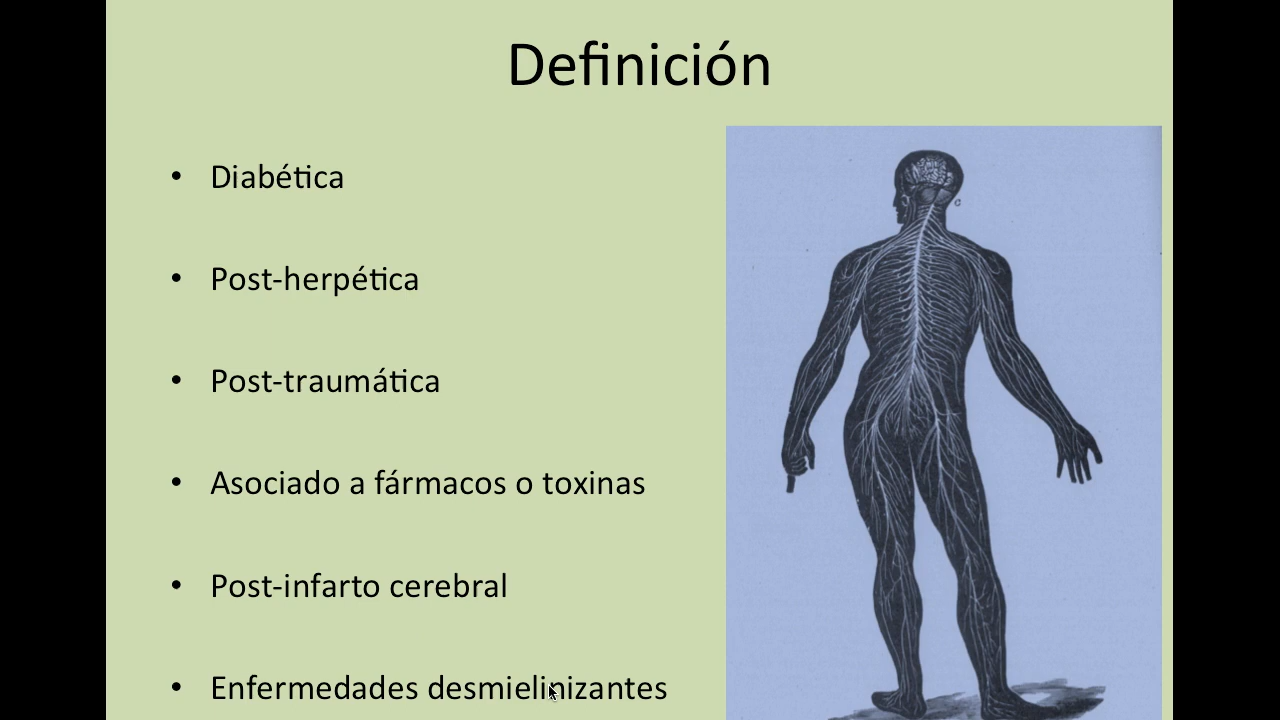 Definición
• Diabética
• Post-herpética
• Post-traumática
• Asociado a fármacos o toxinas
• Post-infarto cerebral
• Enfermedades desmielinizantes